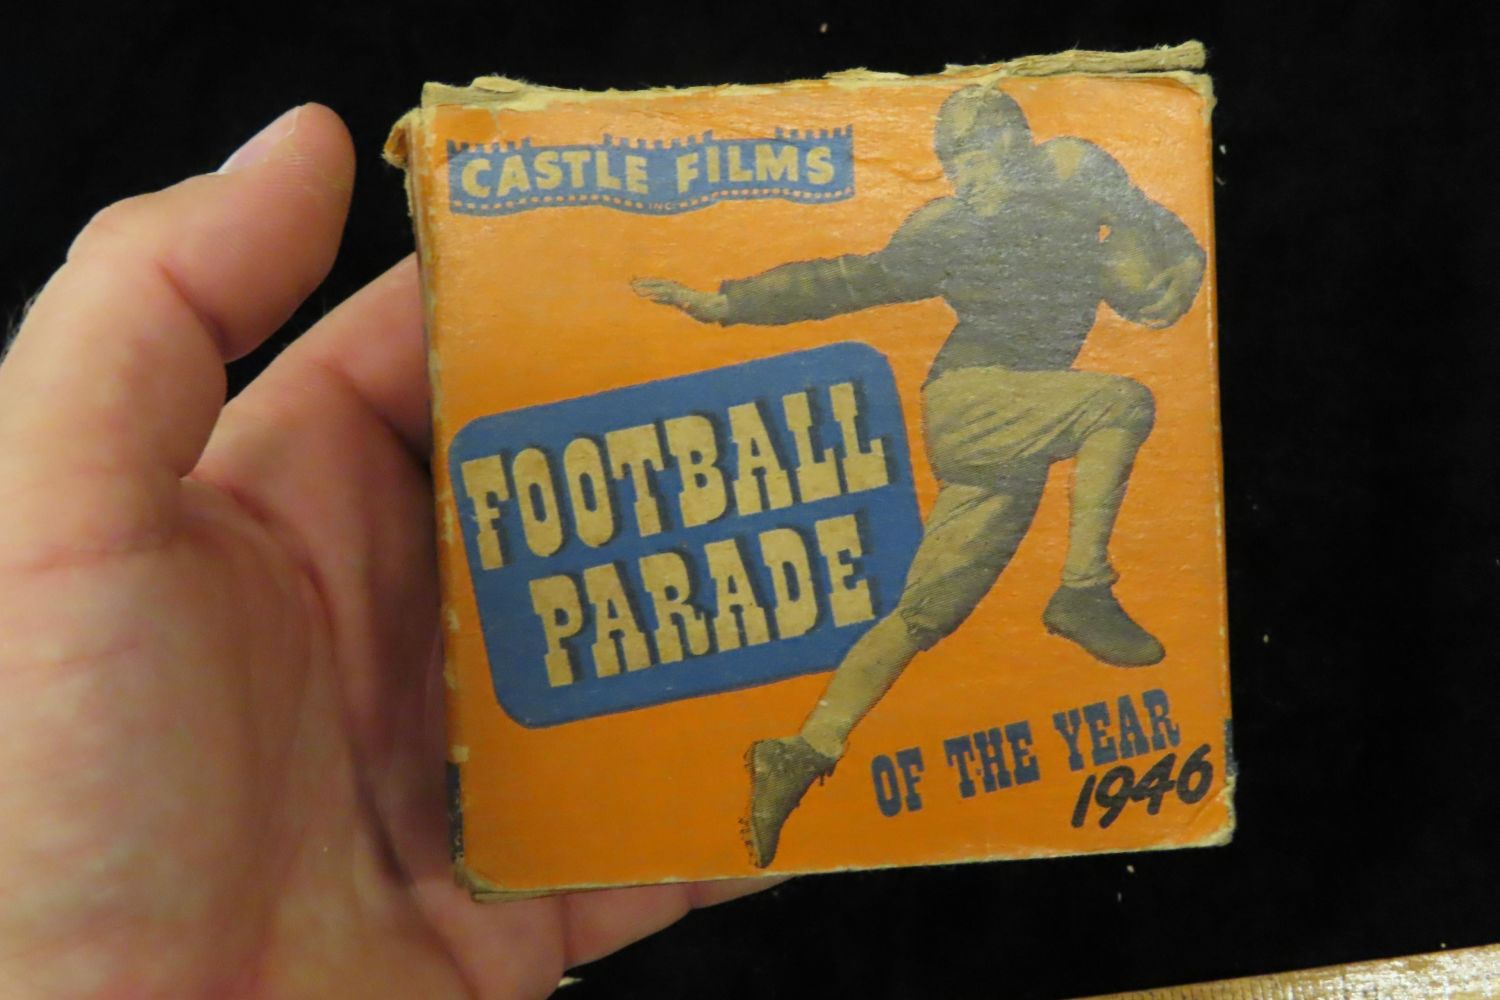 CASTLE FILMS
INC.
FOOTBALL
PARADE
OF THE YEAR
1946